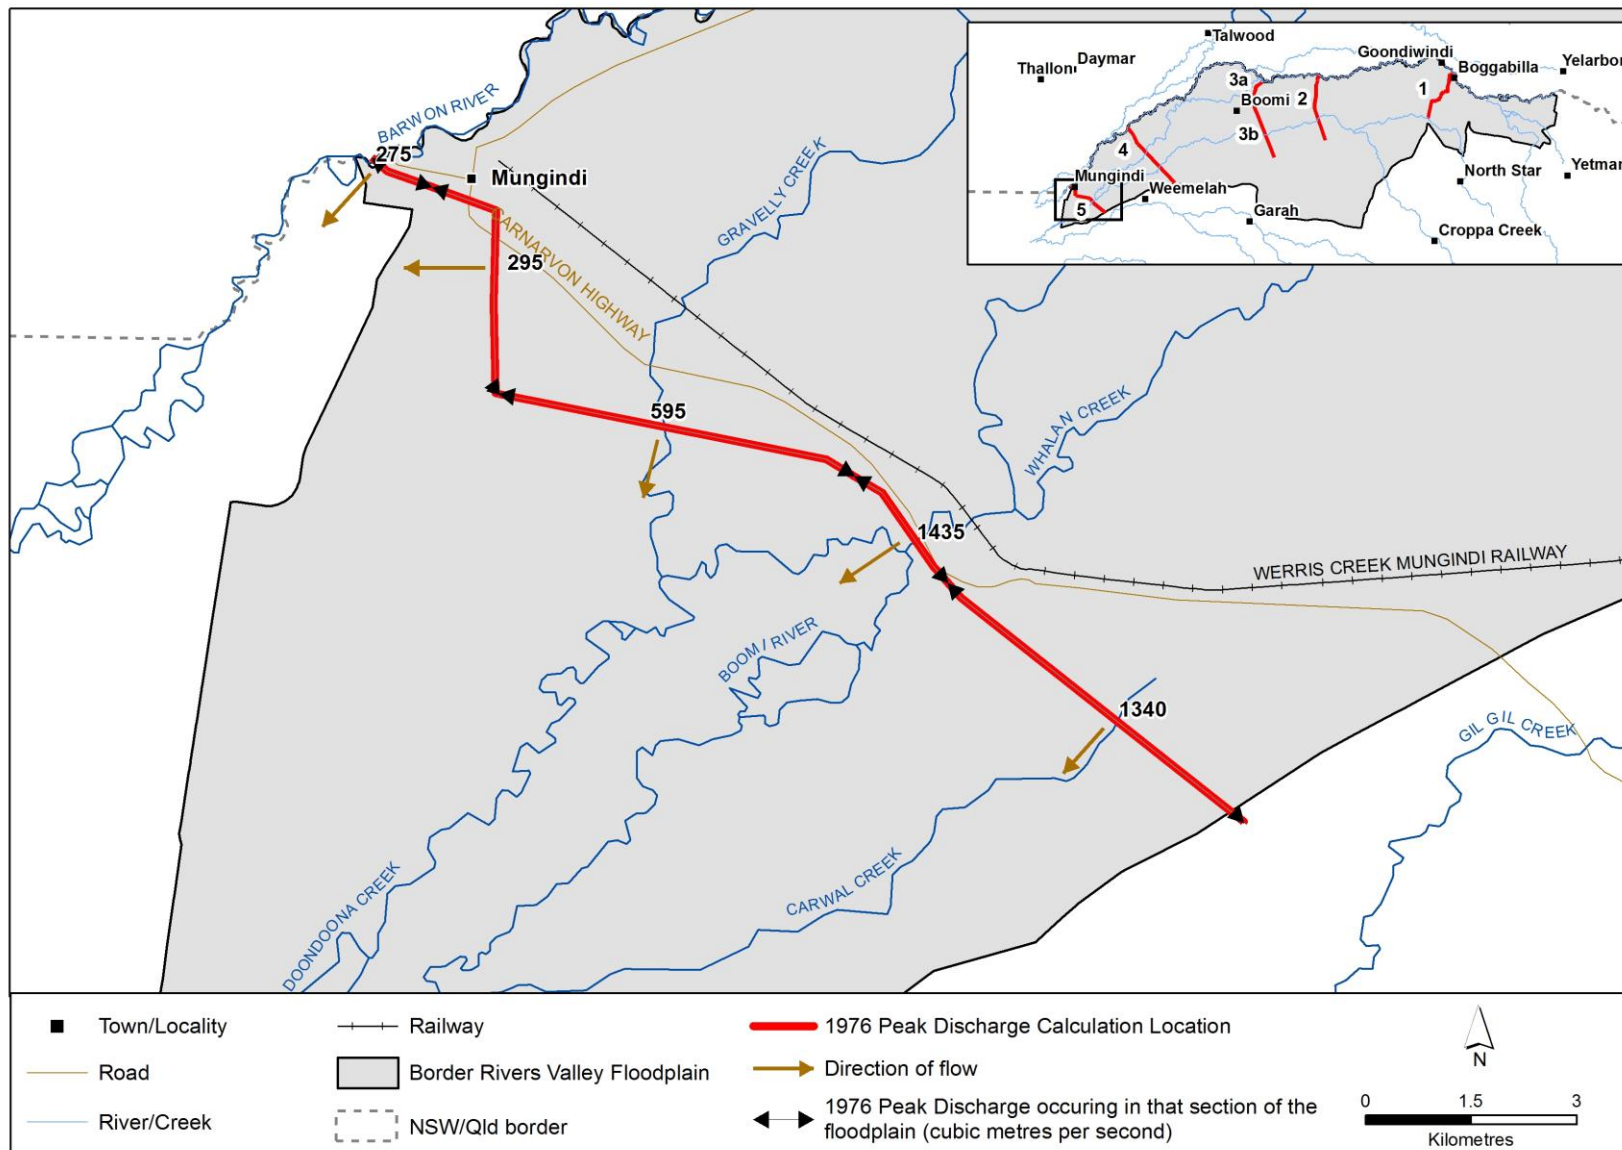 BARWON RIVER
275
Mungindi
CARNARVON HIGHWAY
295
GRAVELLY CREEK
595
WHALAN CREEK
1435
WERRIS CREEK MUNGINDI RAILWAY
BOOMI RIVER
1340
GIL GIL CREEK
DOONDOONA CREEK
CARWAL CREEK
Talwood
Goondiwindi
Thallon
Daymar
Boggabilla
Yelarbon
3a
Boomi
2
1
3b
4
Mungindi
Weemelah
North Star
Yetman
5
Garah
Croppa Creek
Town/Locality
Road
River/Creek
Railway
Border Rivers Valley Floodplain
NSW/Qld border
1976 Peak Discharge Calculation Location
Direction of flow
1976 Peak Discharge occuring in that section of the
floodplain (cubic metres per second)
N
0 1.5 3
Kilometres